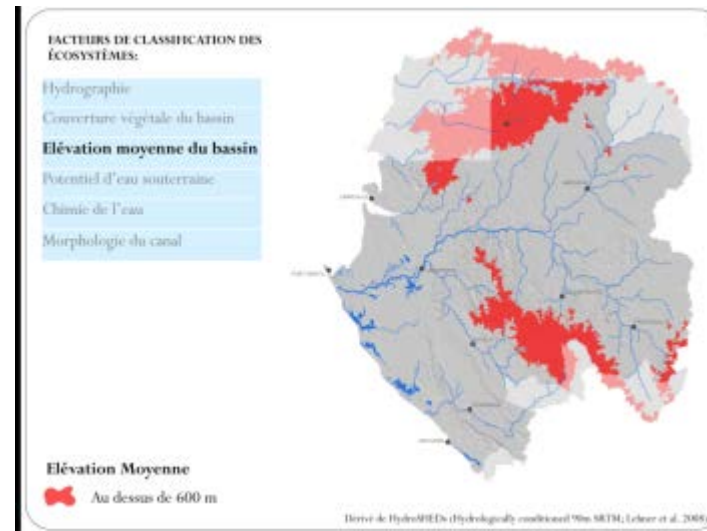 FACTEURS DE CLASSIFICATION DES
ÉCOSYSTÈMES:
Hydrographie
Couverture végétale du bassin
Elévation moyenne du bassin
Potentiel d'eau souterraine
Chimie de l'eau
Morphologie du canal
Elévation Moyenne
Au dessus de 600 m
Dérivé de HydroSHEDs (Hydrologically conditioned 90m SRTM; Lehner et al. 2008)